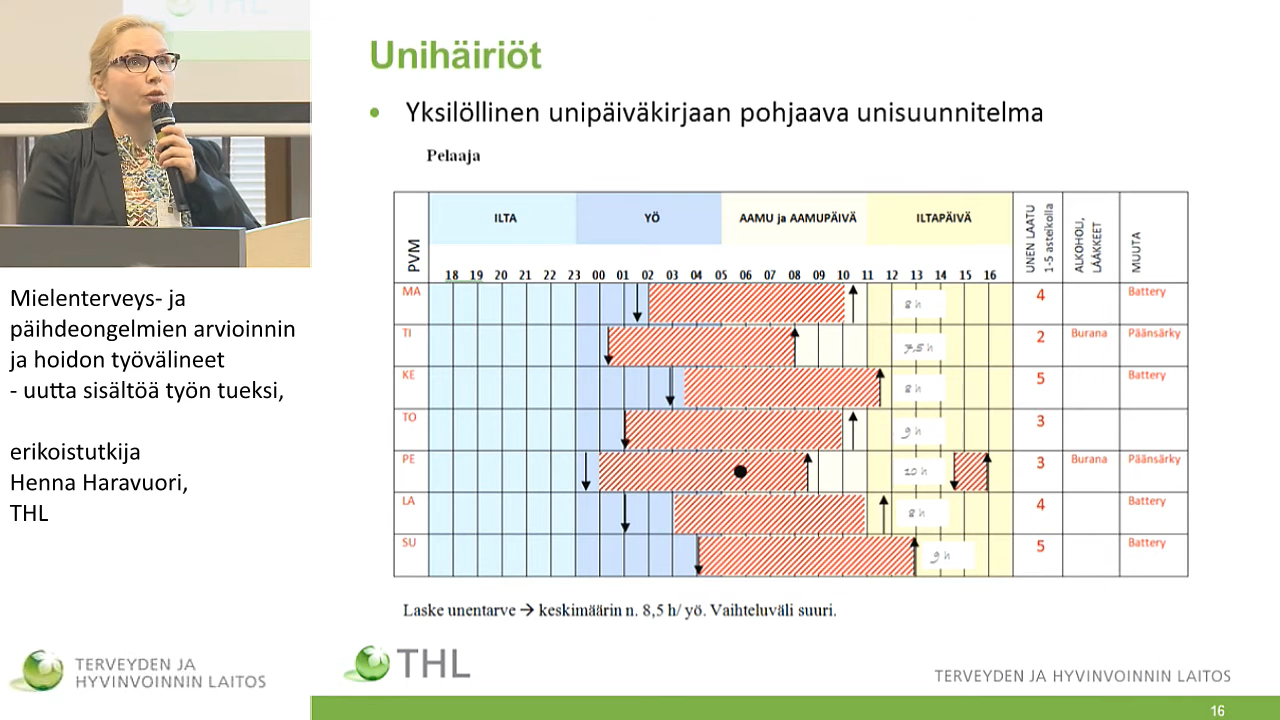 Unihäiriöt
• Yksilöllinen unipäiväkirjaan pohjaava unisuunnitelma
Pelaaja
PVM
ILTA
YÖ
AAMU ja AAMUPÄIVÄ
ILTAPÄIVÄ
UNEN LAATU
1-5 asteikolla
ALKOHOLI,
LÄÄKKEET
MUUTA
18 19 20 21 22 23 00 01 02 03 04 05 06 07 08 09 10 11 12 13 14 15 16
MA 8 h 4 Battery
TI 7,5 h 2 Burana Päänsärky
KE 8 h 5 Battery
TO 9 h 3
PE 10 h 3 Burana Päänsärky
LA 8 h 4 Battery
SU 9 h 5 Battery
Laske unentarve → keskimäärin n. 8,5 h/ yö. Vaihteluväli suuri.
Mielenterveys- ja
päihdeongelmien arvioinnin
ja hoidon työvälineet
- uutta sisältöä työn tueksi,
erikoistutkija
Henna Haravuori,
THL
TERVEYDEN JA
HYVINVOINNIN LAITOS
THL
TERVEYDEN JA HYVINVOINNIN LAITOS
16